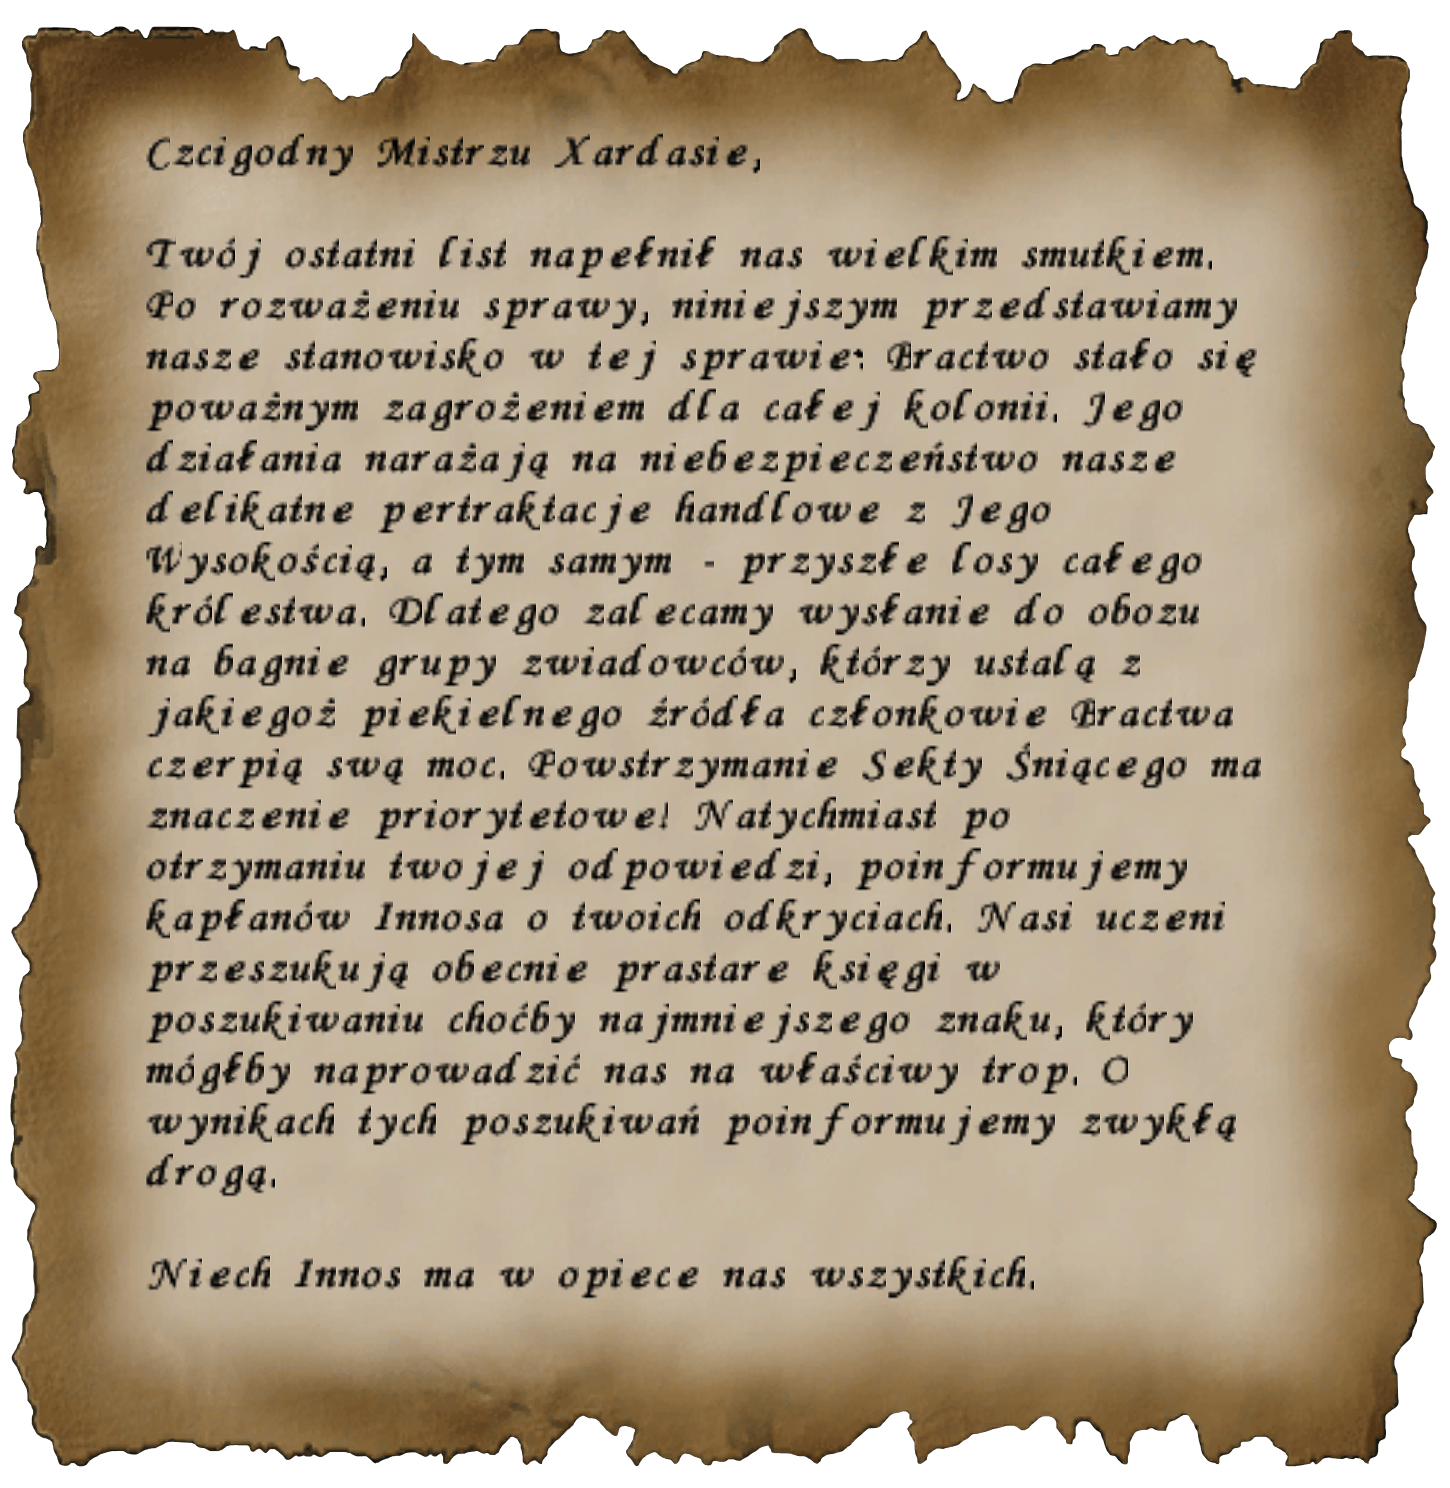 Czcigodny Mistrzu Xardasie,
Twój ostatni list napełnił nas wielkim smutkiem.
Po rozważeniu sprawy, niniejszym przedstawiamy
nasze stanowisko w tej sprawie: Bractwo stało się
poważnym zagrożeniem dla całej kolonii. Jego
działania narażają na niebezpieczeństwo nasze
delikatne pertraktacje handlowe z Jego
Wysokością, a tym samym - przyszłe losy całego
królestwa. Dlatego zalecamy wysłanie do obozu
na bagnie grupy zwiadowców, którzy ustalą z
jakiegoż piekielnego źródła członkowie Bractwa
czerpią swą moc. Powstrzymanie Sekty Śniącego ma
znaczenie priorytetowe! Natychmiast po
otrzymaniu twojej odpowiedzi, poinformujemy
kapłanów Innosa o twoich odkryciach. Nasi uczeni
przeszukują obecnie prastare księgi w
poszukiwaniu choćby najmniejszego znaku, który
mógłby naprowadzić nas na właściwy trop. O
wynikach tych poszukiwań poinformujemy zwykłą
drogą.
Niech Innos ma w opiece nas wszystkich.